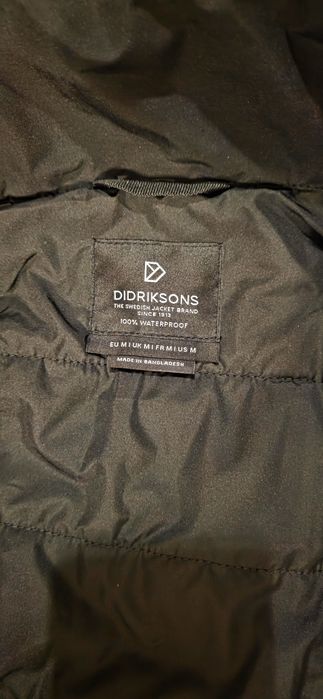 DIDRIKSONS
THE SWEDISH JACKET BRAND
SINCE 1913
100% WATERPROOF
EU M I UK M I FR M I US M
MADE IN BANGLADESH